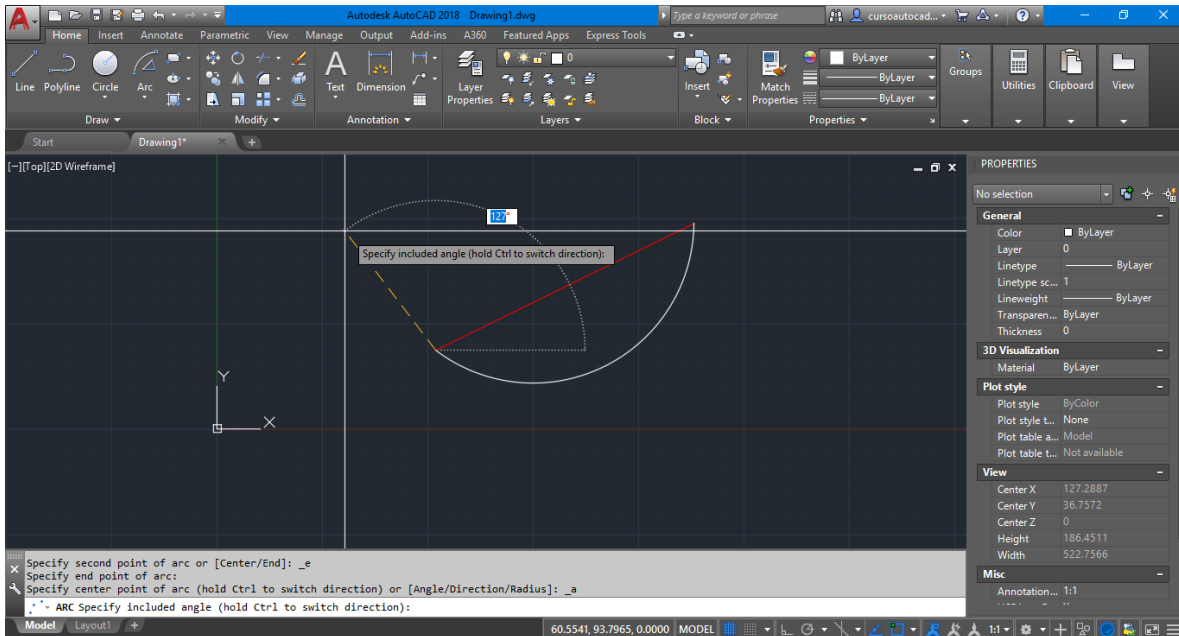 Autodesk AutoCAD 2018 Drawing1.dwg
Type a keyword or phrase
cursoautocad...
Home Insert Annotate Parametric View Manage Output Add-ins A360 Featured Apps Express Tools
Line Polyline Circle Arc
Text Dimension
Layer
Properties
0
Insert
Match
Properties
ByLayer
ByLayer
ByLayer
Groups
Utilities
Clipboard
View
Draw
Modify
Annotation
Layers
Block
Properties
Start
Drawing1*
[−][Top][2D Wireframe]
127°
Specify included angle (hold Ctrl to switch direction):
Y
X
PROPERTIES
No selection
General
Color ByLayer
Layer 0
Linetype ByLayer
Linetype sc... 1
Lineweight ByLayer
Transparen... ByLayer
Thickness 0
3D Visualization
Material ByLayer
Plot style
Plot style ByColor
Plot style t... None
Plot table a... Model
Plot table t... Not available
View
Center X 127.2887
Center Y 36.7572
Center Z 0
Height 186.4511
Width 522.7566
Misc
Annotation... 1:1
Specify second point of arc or [Center/End]: _e
Specify end point of arc:
Specify center point of arc (hold Ctrl to switch direction) or [Angle/Direction/Radius]: _a
ARC Specify included angle (hold Ctrl to switch direction):
Model Layout1 +
60.5541, 93.7965, 0.0000 MODEL
1:1